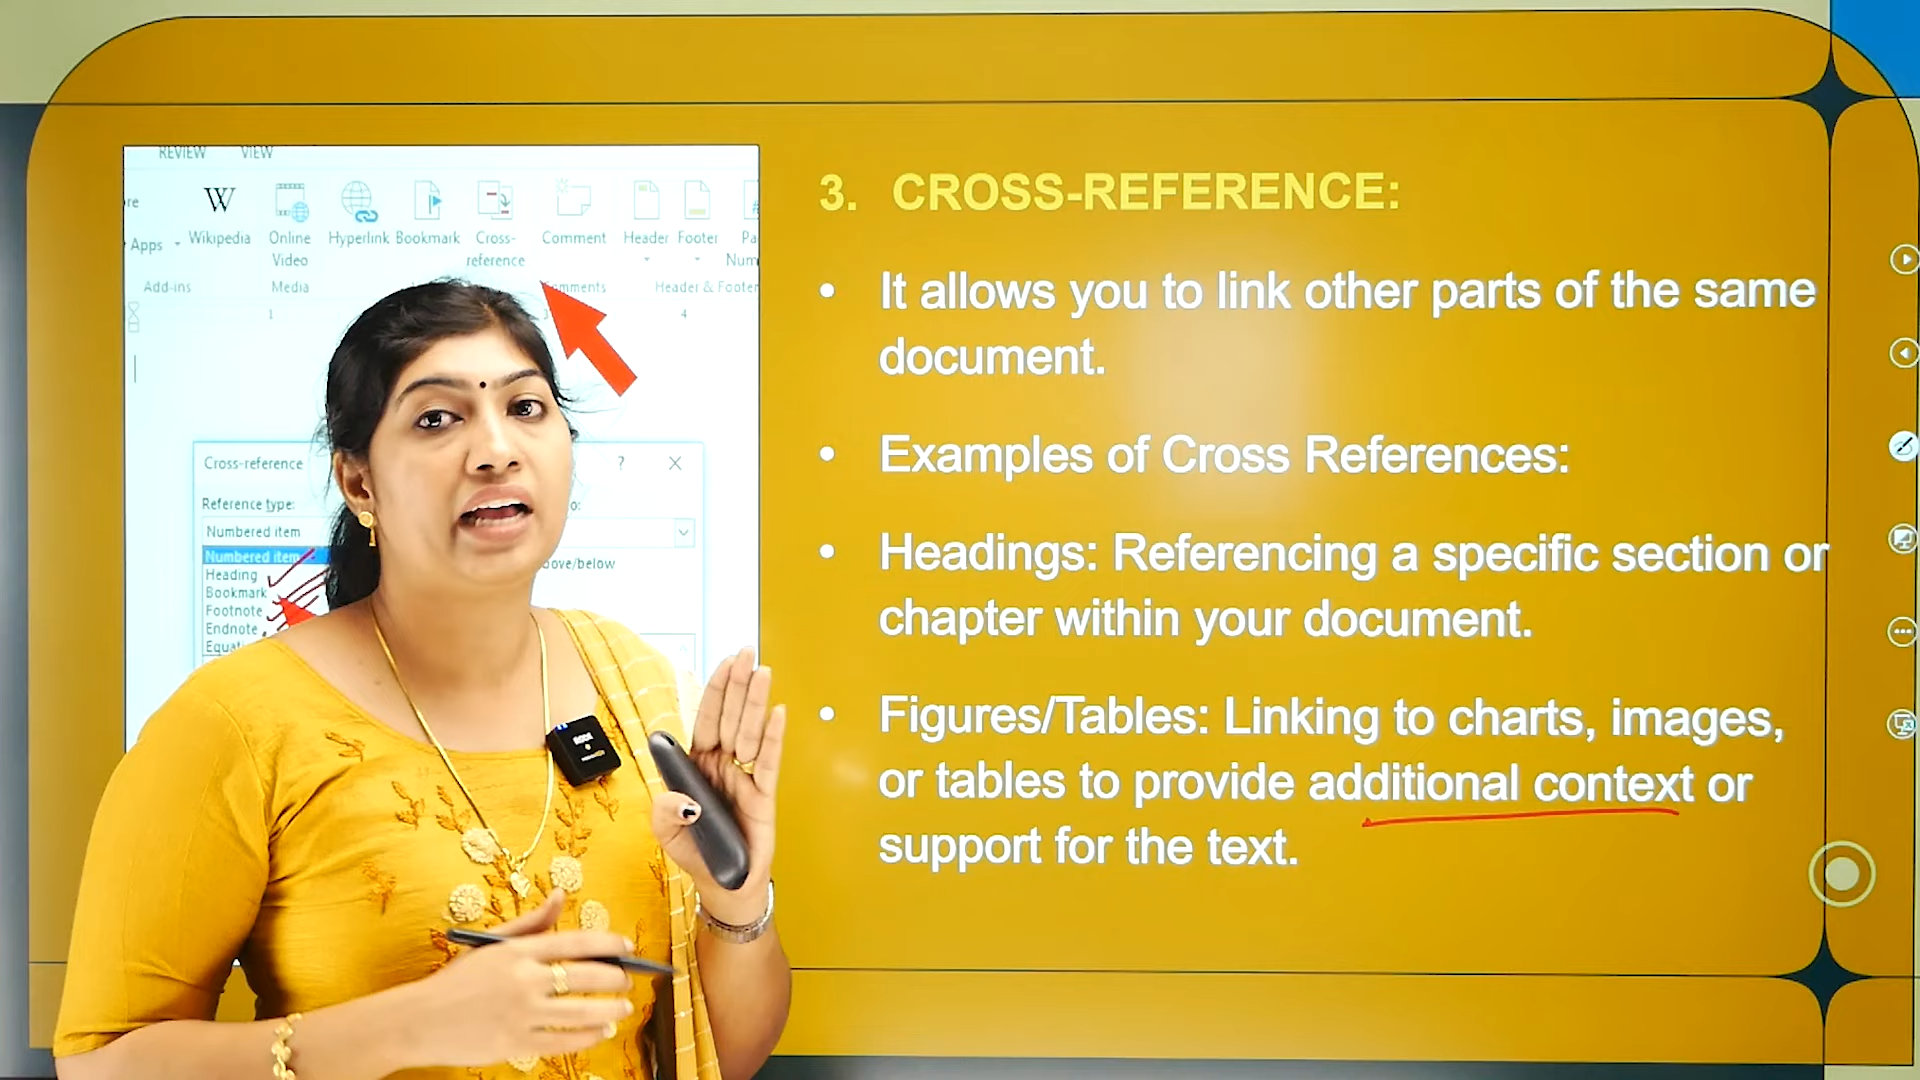 REVIEW VIEW
Wikipedia Online Video Hyperlink Bookmark Cross-reference Comment Header Footer
Apps
Add-ins Media Header & Footer
1 4
Cross-reference ? X
Reference type:
Numbered item
Numbered item
Heading
Bookmark
Footnote
Endnote
3. CROSS-REFERENCE:
• It allows you to link other parts of the same
document.
• Examples of Cross References:
• Headings: Referencing a specific section or
chapter within your document.
• Figures/Tables: Linking to charts, images,
or tables to provide additional context or
support for the text.